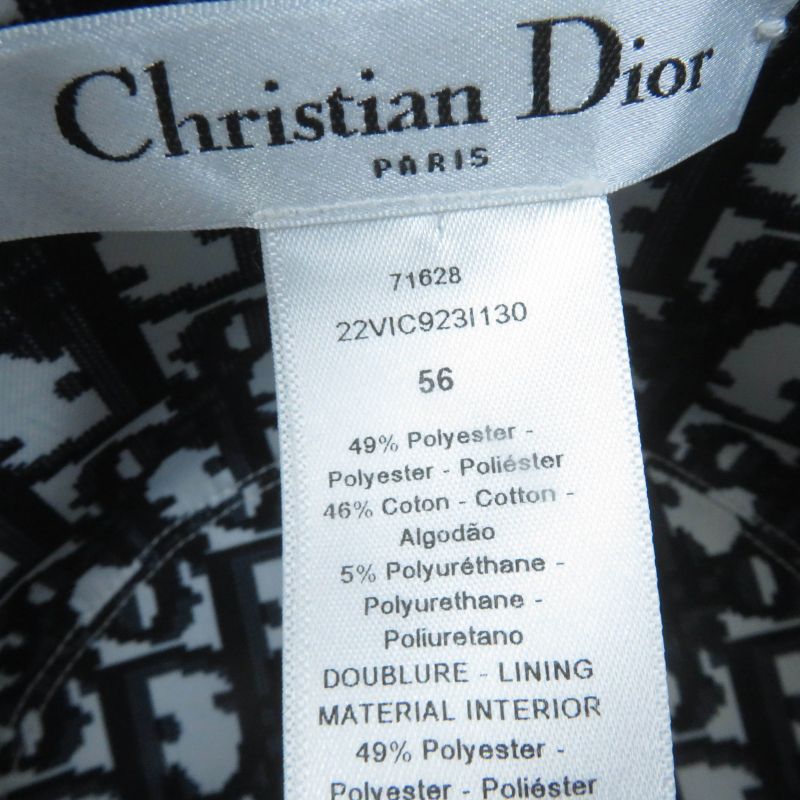 Christian Dior
PARIS
71628
22VIC923I130
56
49% Polyester -
Polyester - Poliéster
46% Coton - Cotton -
Algodão
5% Polyuréthane -
Polyurethane -
Poliuretano
DOUBLURE - LINING
MATERIAL INTERIOR
49% Polyester -
Polyester - Poliéster